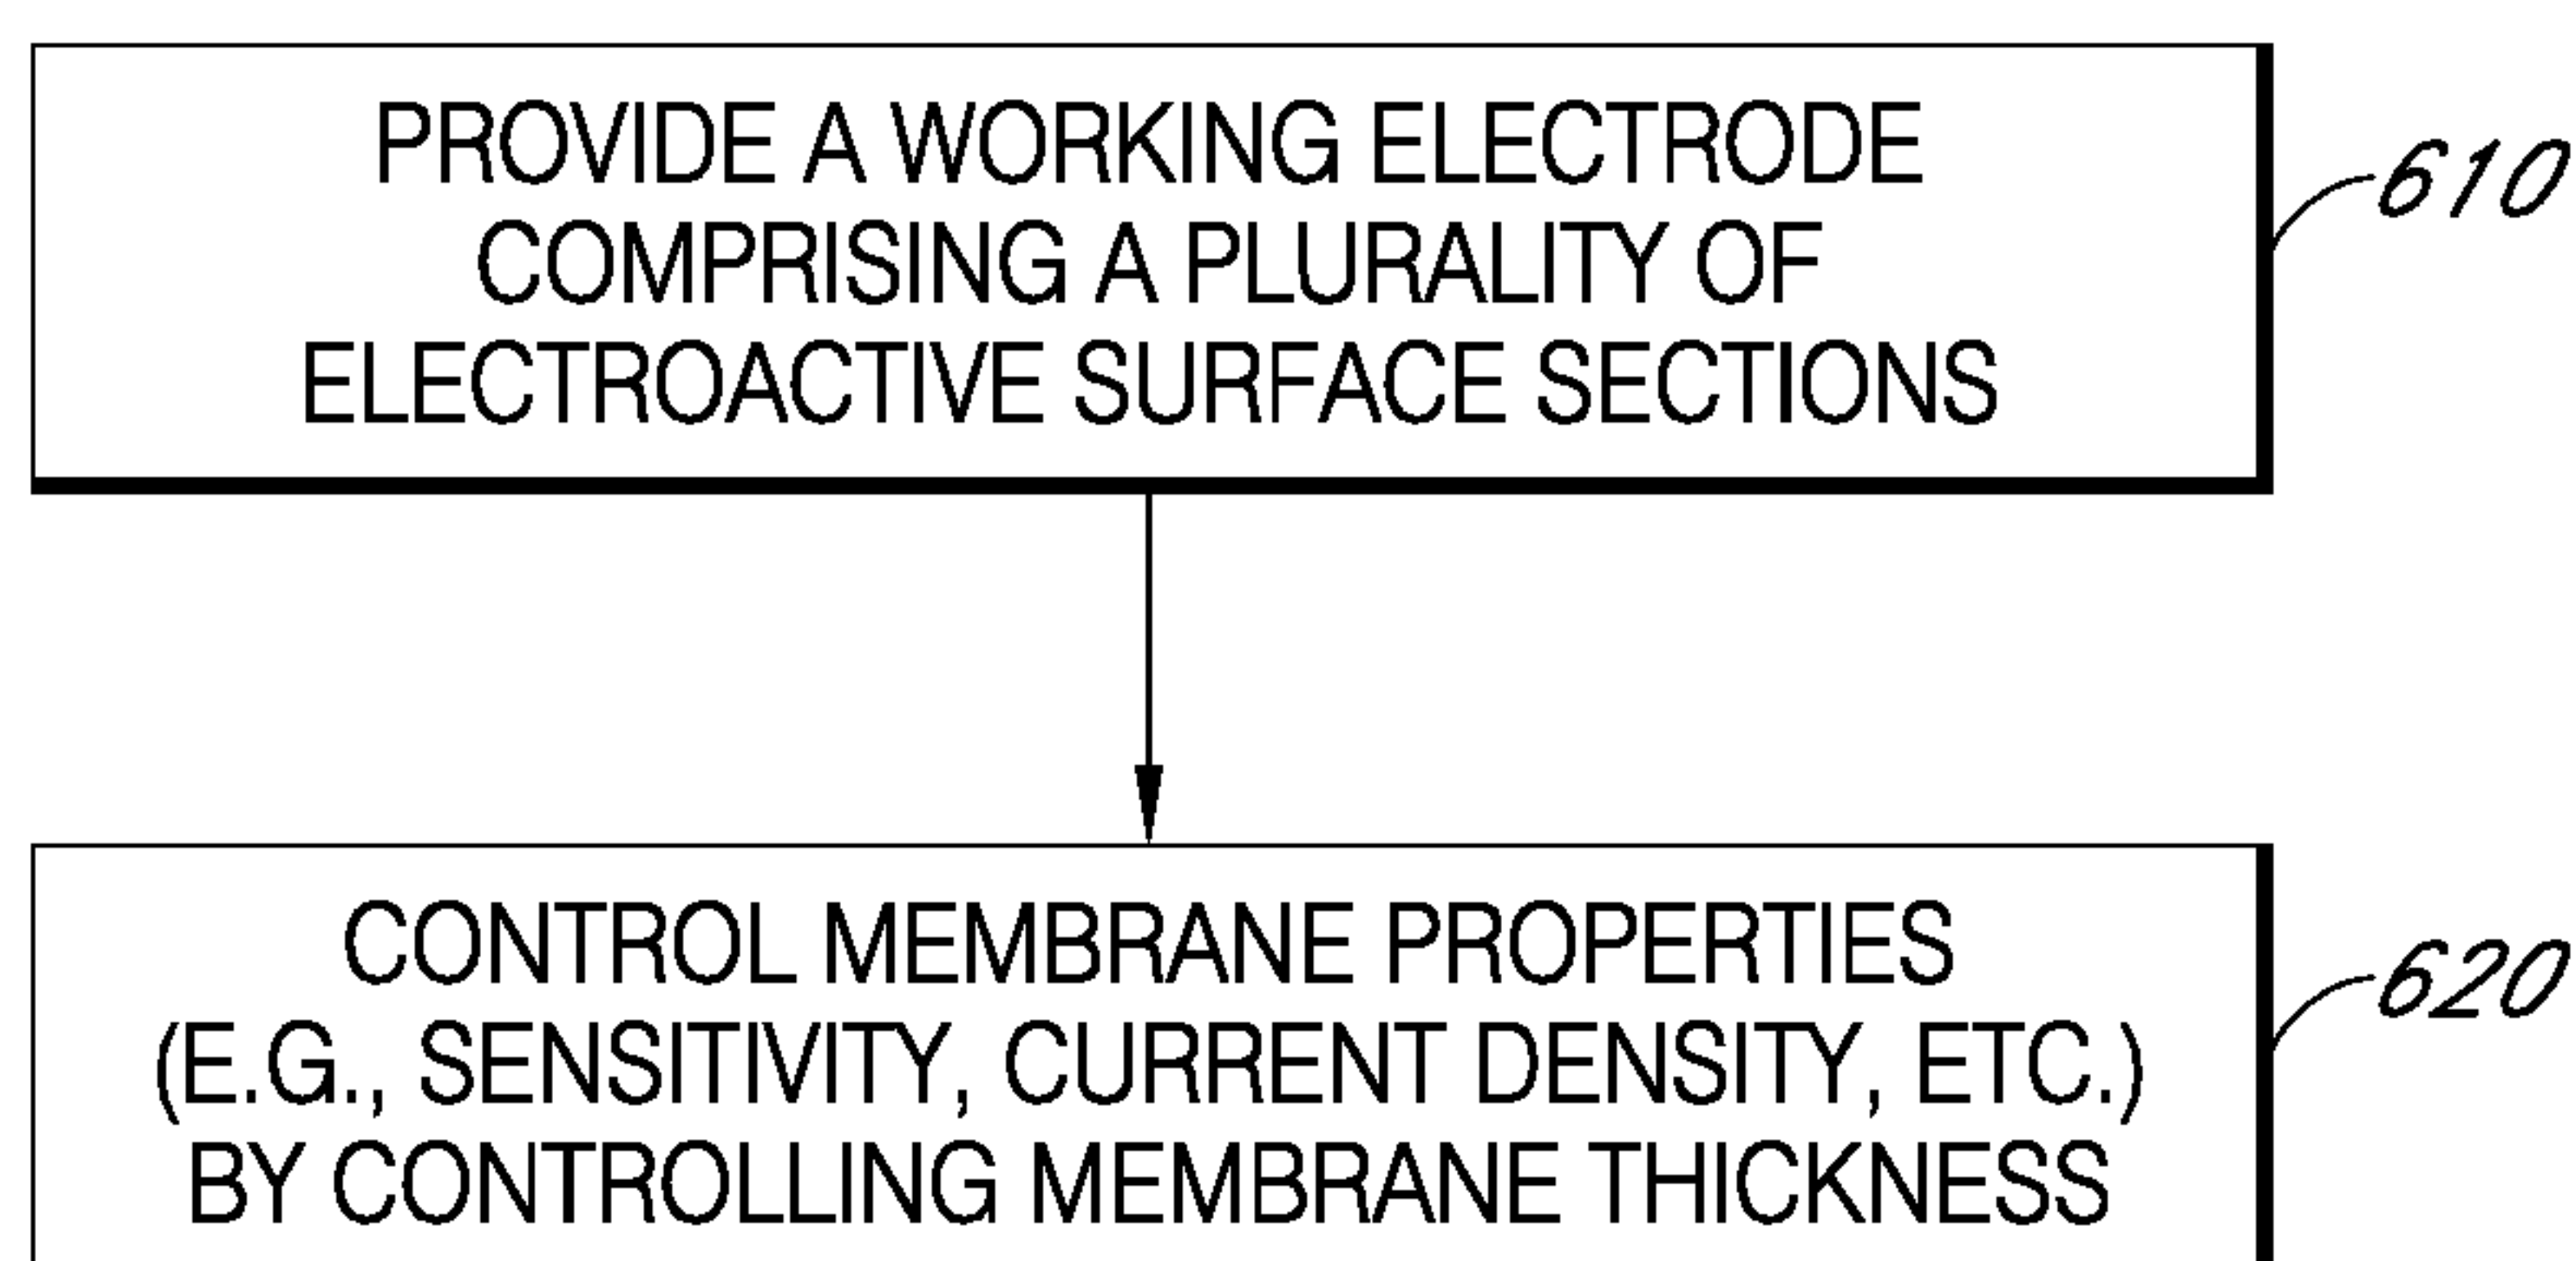 PROVIDE A WORKING ELECTRODE
COMPRISING A PLURALITY OF
ELECTROACTIVE SURFACE SECTIONS
610
CONTROL MEMBRANE PROPERTIES
(E.G., SENSITIVITY, CURRENT DENSITY, ETC.)
BY CONTROLLING MEMBRANE THICKNESS
620